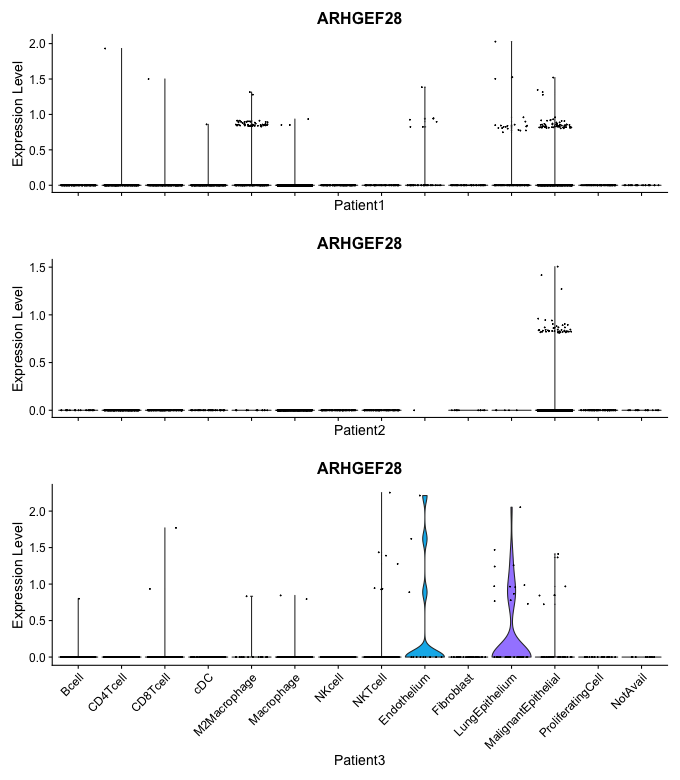 ARHGEF28
Expression Level
2.0
1.5
1.0
0.5
0.0
Patient1
ARHGEF28
Expression Level
1.5
1.0
0.5
0.0
Patient2
ARHGEF28
Expression Level
2.0
1.5
1.0
0.5
0.0
Bcell
CD4Tcell
CD8Tcell
cDC
M2Macrophage
Macrophage
NKcell
NKTcell
Endothelium
Fibroblast
LungEpithelium
MalignantEpithelial
ProliferatingCell
NotAvail
Patient3